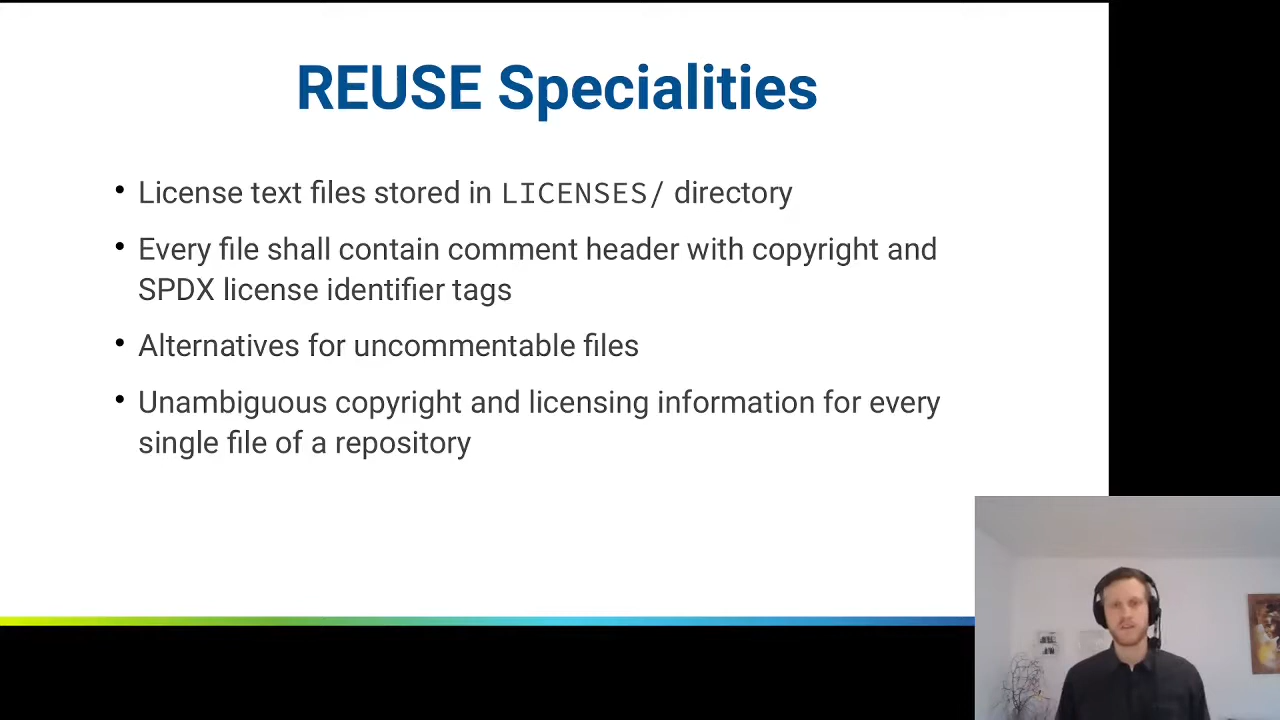 REUSE Specialities
• License text files stored in LICENSES/ directory
• Every file shall contain comment header with copyright and
SPDX license identifier tags
• Alternatives for uncommentable files
• Unambiguous copyright and licensing information for every
single file of a repository